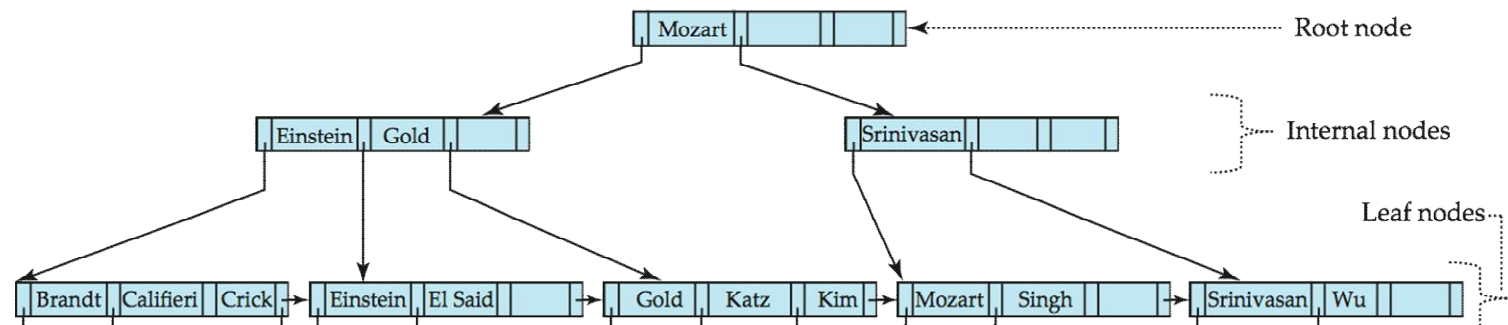 Mozart Root node
Einstein Gold Srinivasan Internal nodes
Leaf nodes
Brandt Califieri Crick Einstein El Said Gold Katz Kim Mozart Singh Srinivasan Wu